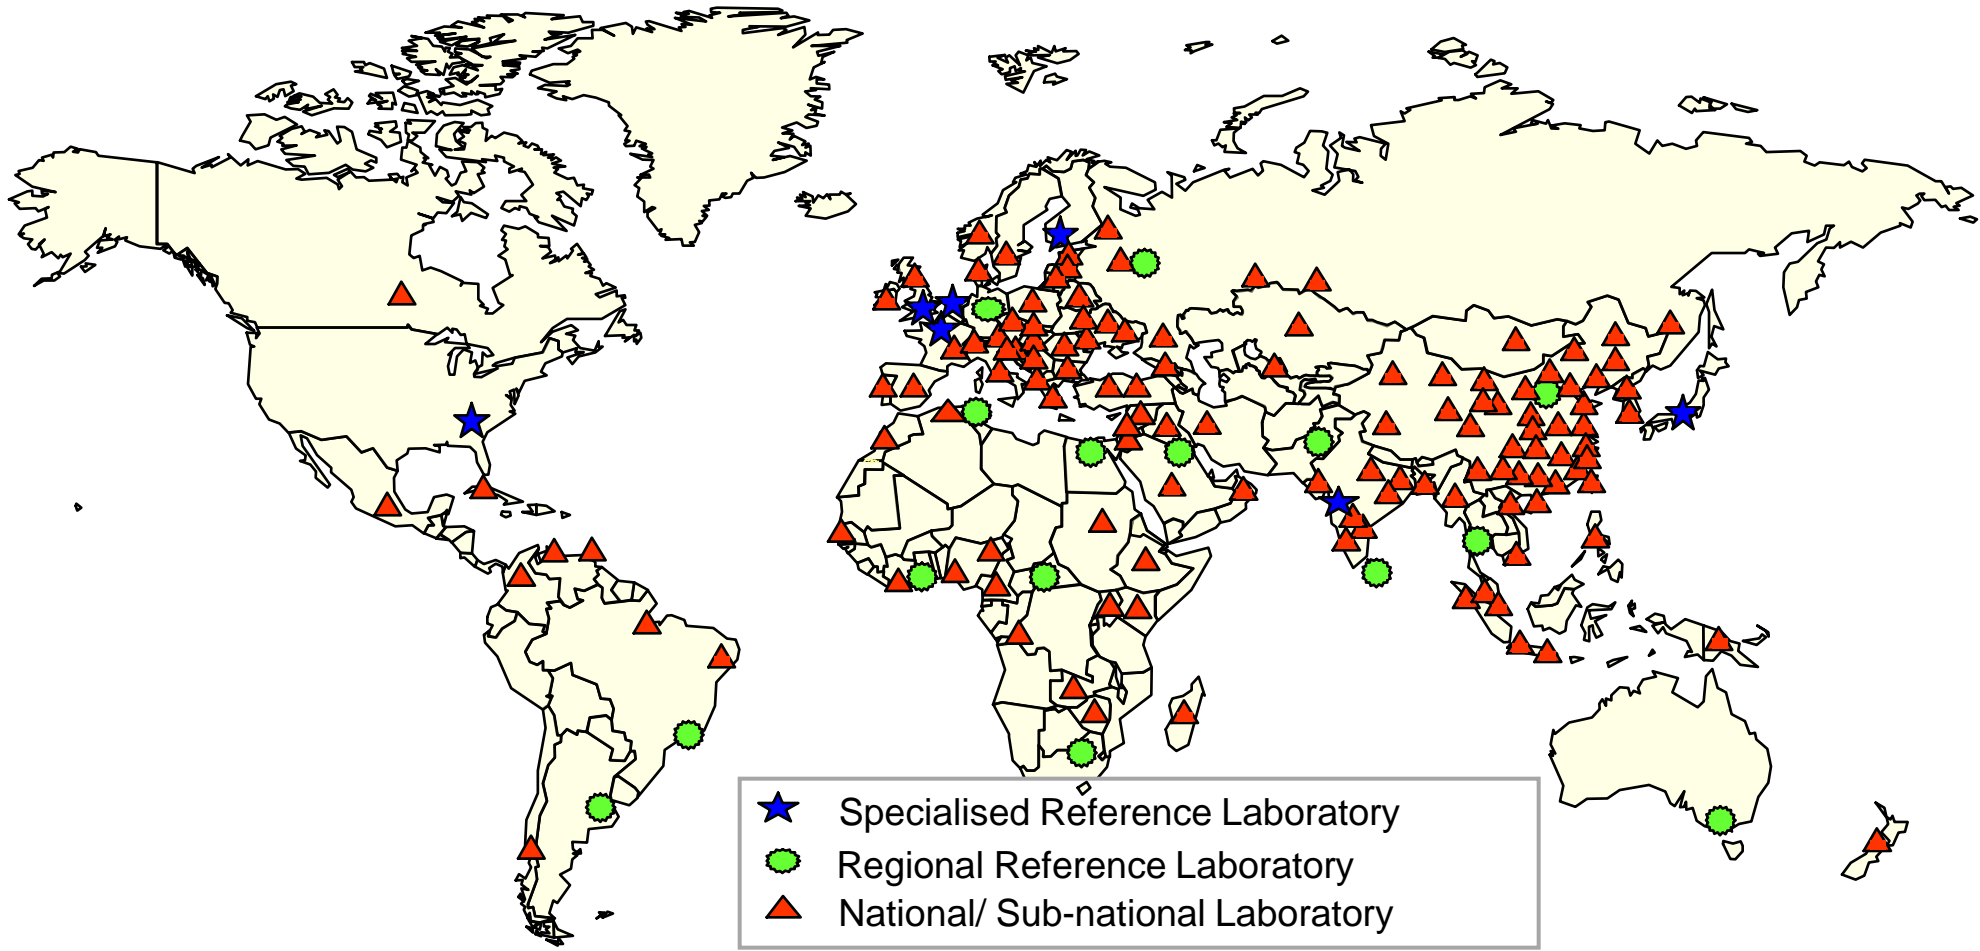 Specialised Reference Laboratory
Regional Reference Laboratory
National/ Sub-national Laboratory